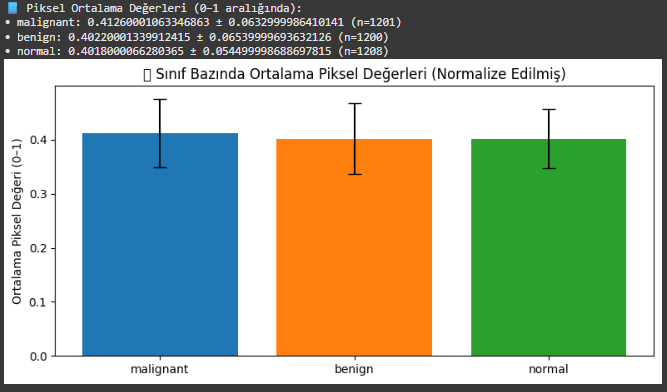 Piksel Ortalama Değerleri (0–1 aralığında):
• malignant: 0.41260001063346863 ± 0.0632999986410141 (n=1201)
• benign: 0.40220001339912415 ± 0.06539999693632126 (n=1200)
• normal: 0.4018000066280365 ± 0.054499998688697815 (n=1208)
Sınıf Bazında Ortalama Piksel Değerleri (Normalize Edilmiş)
Ortalama Piksel Değeri (0–1)
0.4
0.3
0.2
0.1
0.0
malignant benign normal